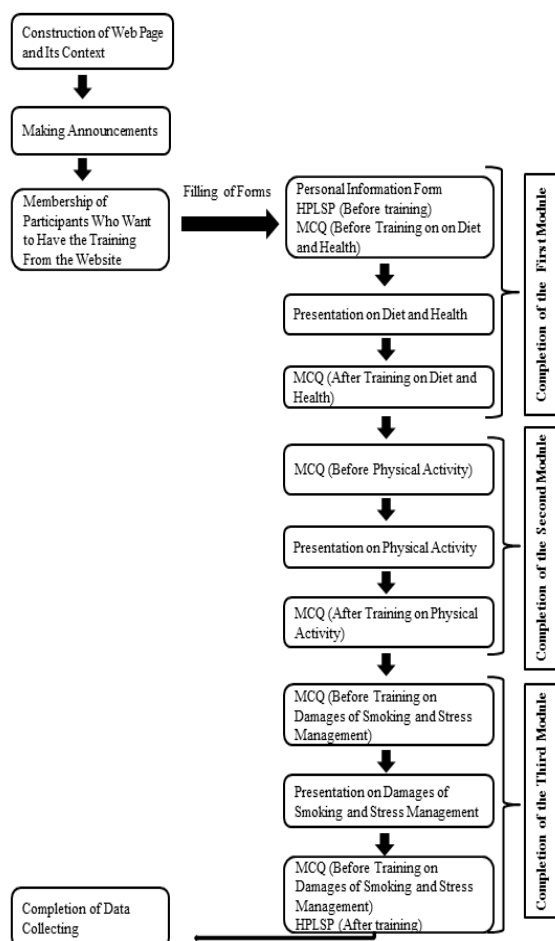 Construction of Web Page
and Its Context
Making Announcements
Membership of
Participants Who Want
to Have the Training
From the Website
Filling of Forms
Personal Information Form
HPLSP (Before training)
MCQ (Before Training on on Diet
and Health)
Presentation on Diet and Health
MCQ (After Training on Diet and
Health)
Completion of the First Module
MCQ (Before Physical Activity)
Presentation on Physical Activity
MCQ (After Training on Physical
Activity)
Completion of the Second Module
MCQ (Before Training on
Damages of Smoking and Stress
Management)
Presentation on Damages of
Smoking and Stress Management
MCQ (Before Training on
Damages of Smoking and Stress
Management)
HPLSP (After training)
Completion of the Third Module
Completion of Data
Collecting